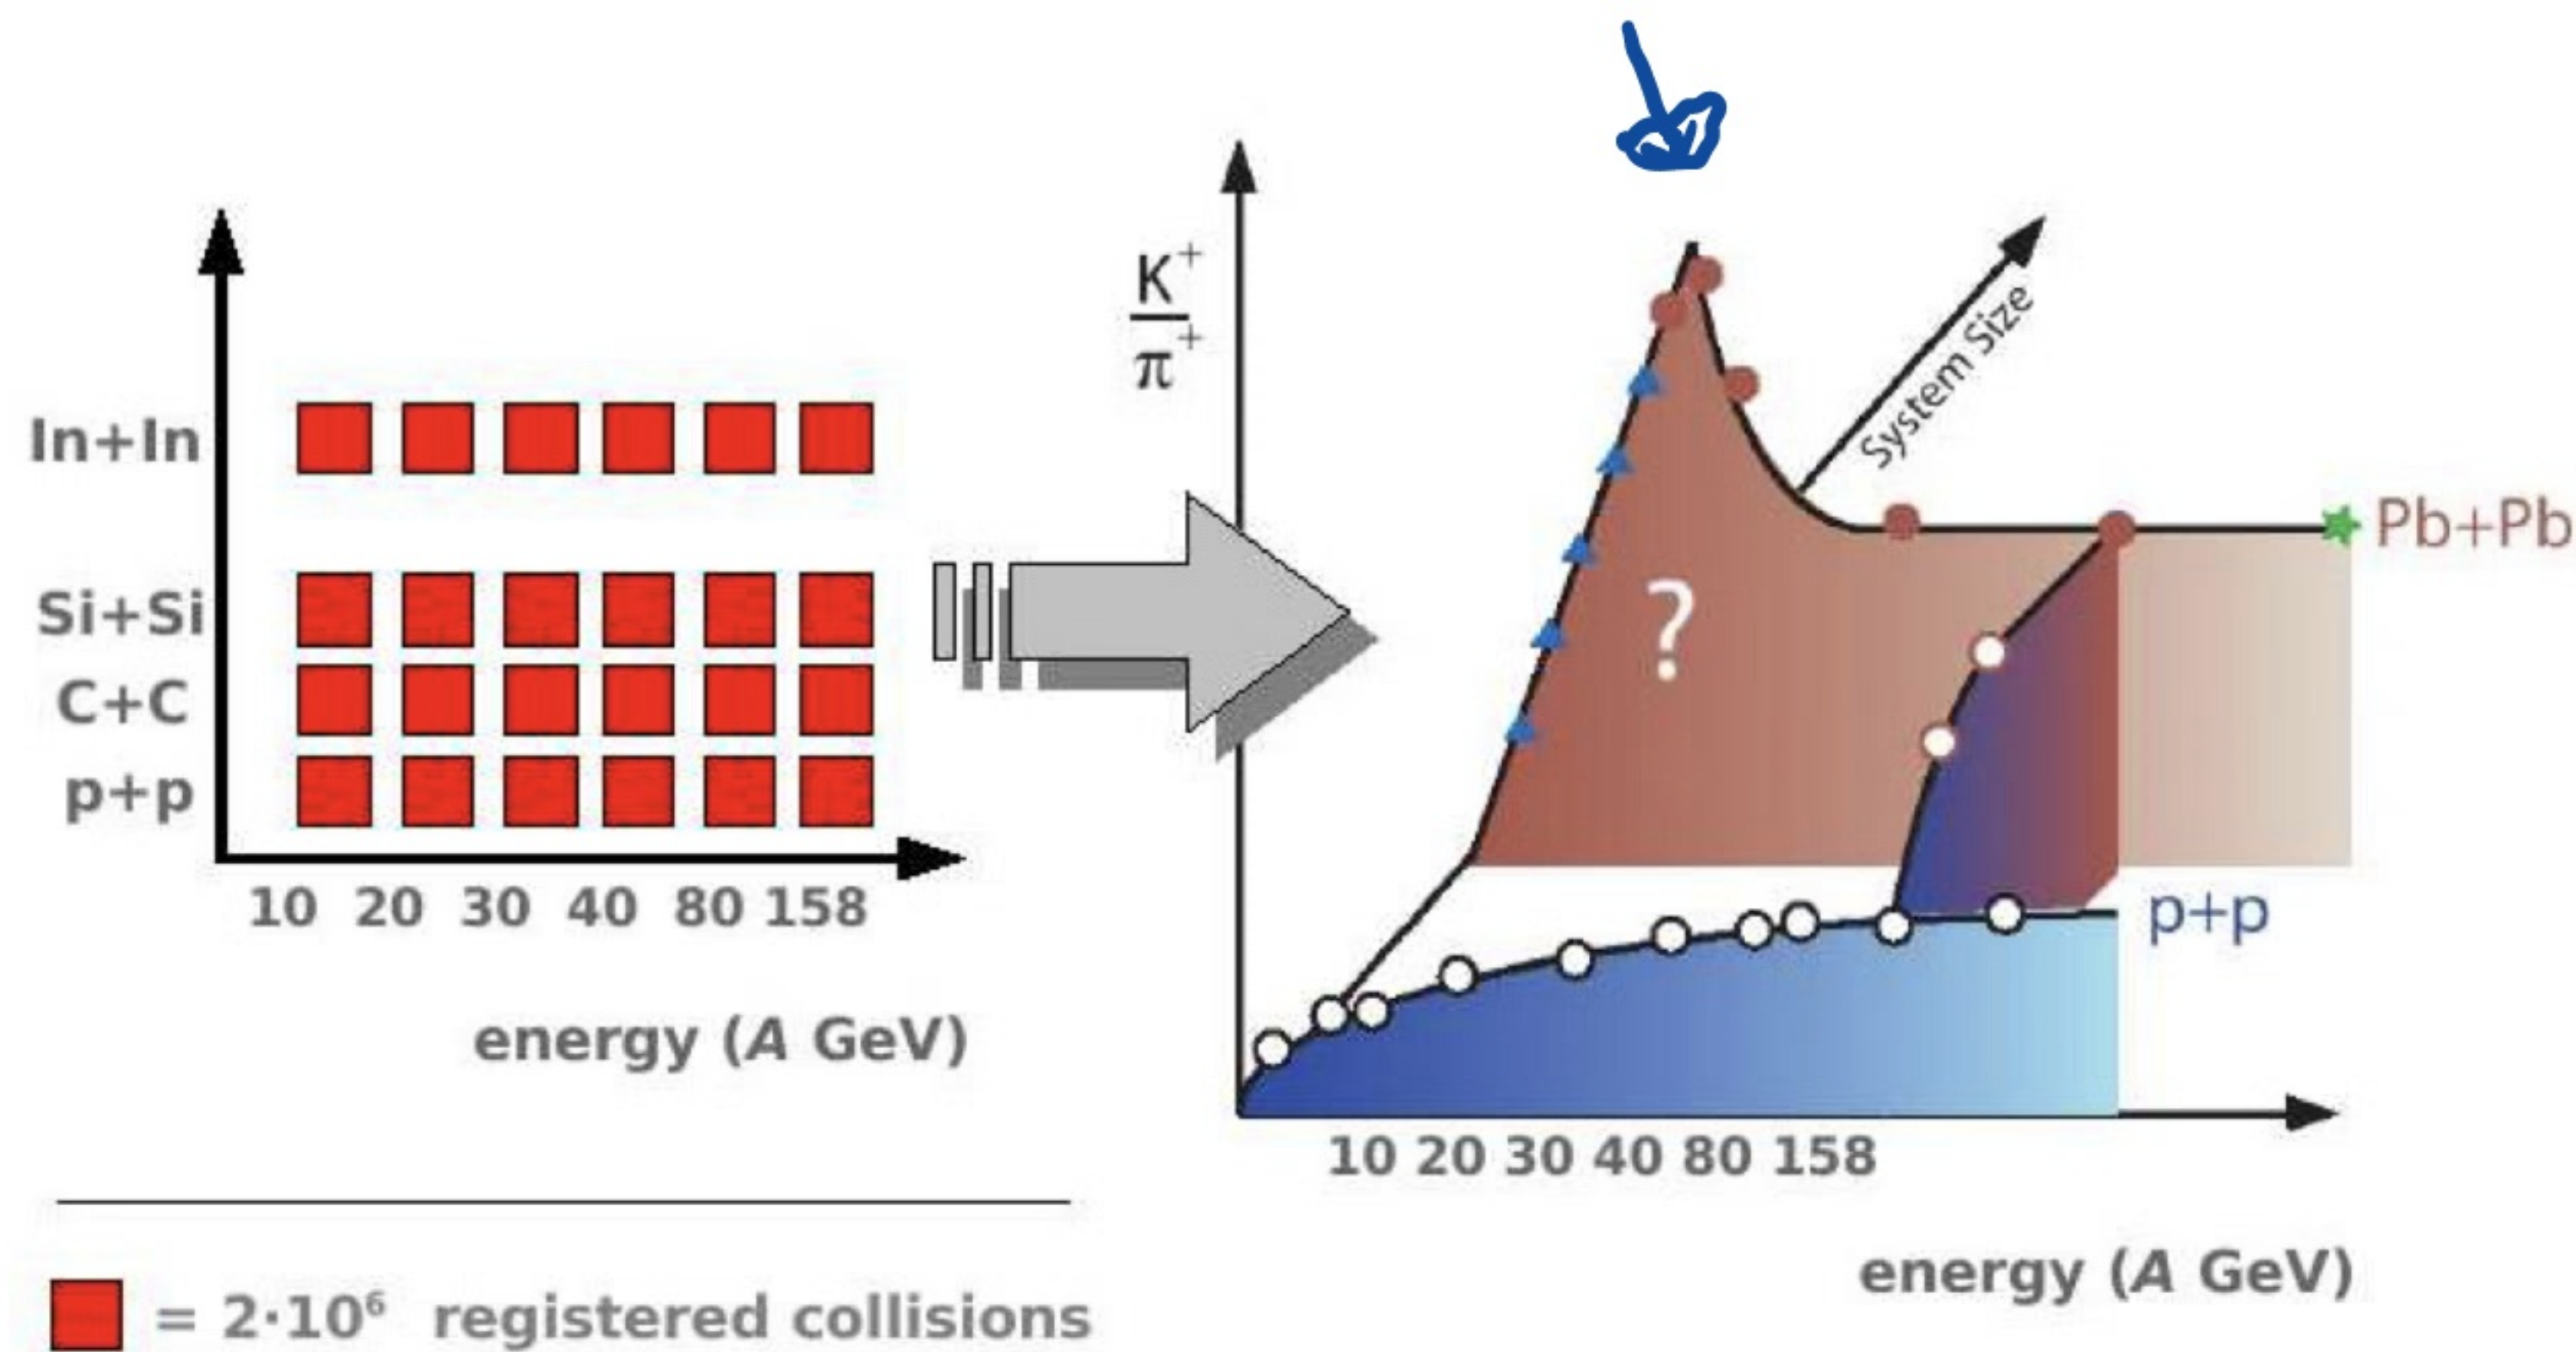 In+In
Si+Si
C+C
p+p
10 20 30 40 80 158
energy (A GeV)
= 2·10⁶ registered collisions
K⁺
π⁺
System Size
?
Pb+Pb
p+p
10 20 30 40 80 158
energy (A GeV)